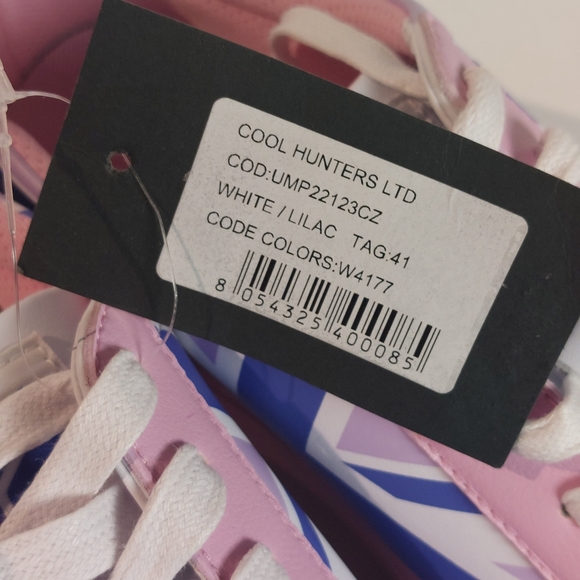 COOL HUNTERS LTD
COD:UMP22123CZ
WHITE / LILAC TAG:41
CODE COLORS:W4177
8 054325 400085